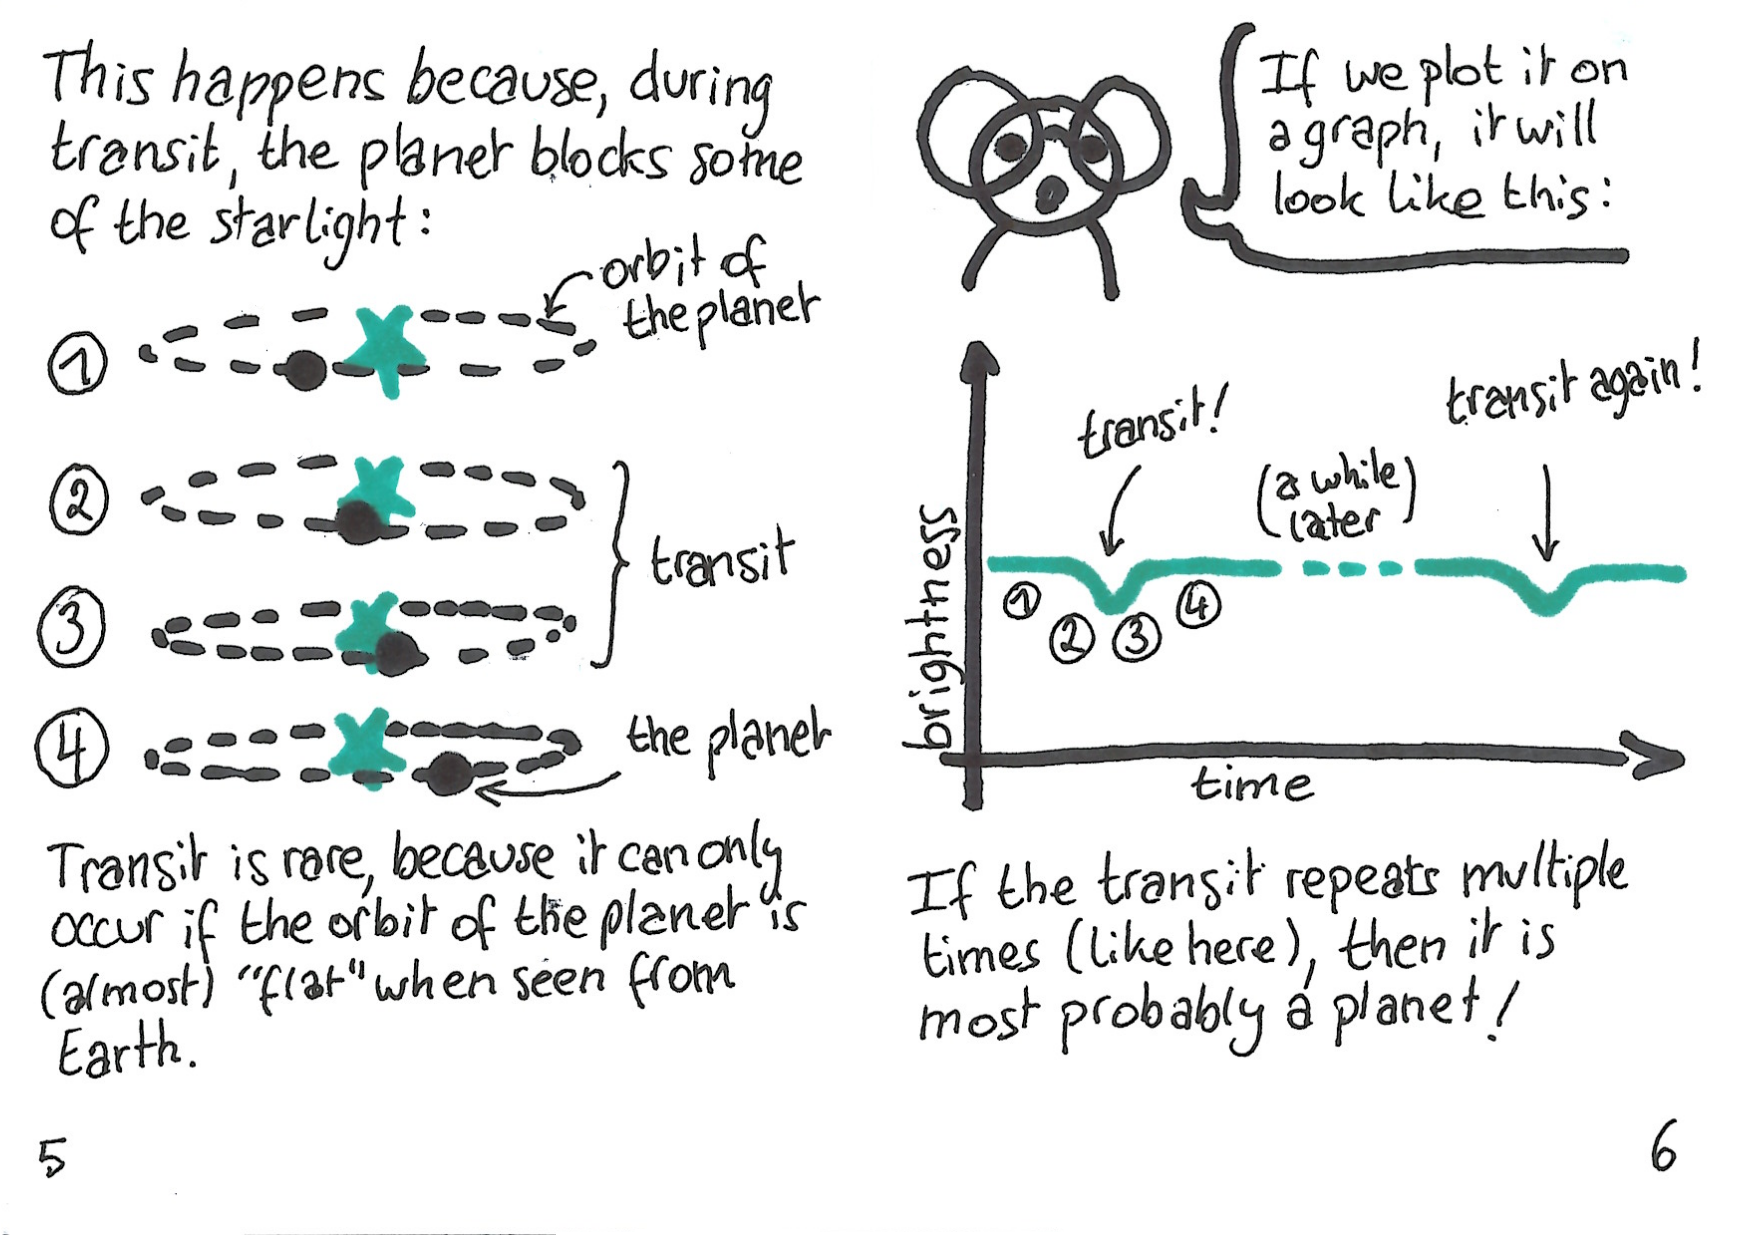 This happens because, during
transit, the planet blocks some
of the starlight:
orbit of
the planet
1
2
transit
3
4
the planet
Transit is rare, because it can only
occur if the orbit of the planet is
(almost) "flat" when seen from
Earth.
5
If we plot it on
a graph, it will
look like this:
transit!
transit again!
(a while
later)
brightness
1
2
3
4
time
If the transit repeats multiple
times (like here), then it is
most probably a planet!
6